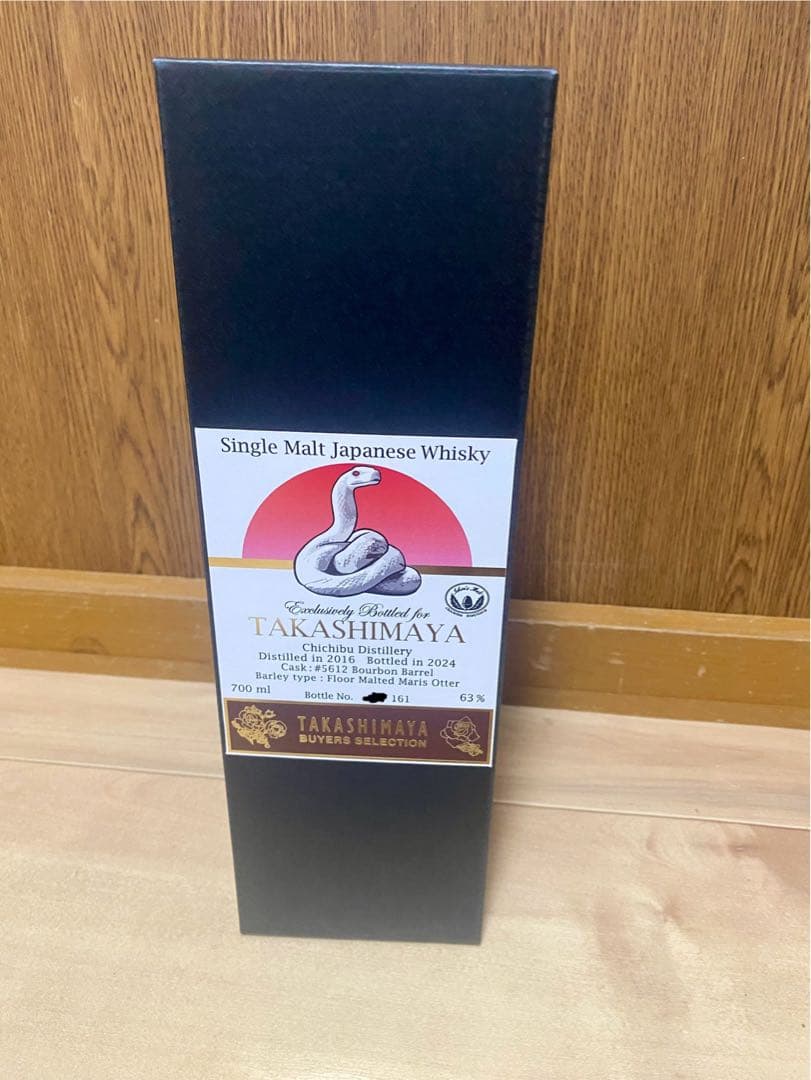 Single Malt Japanese Whisky
Exclusively Bottled for
TAKASHIMAYA
Chichibu Distillery
Distilled in 2016 Bottled in 2024
Cask : #5612 Bourbon Barrel
Barley type : Floor Malted Maris Otter
700 ml Bottle No. 161 63%
TAKASHIMAYA
BUYERS SELECTION